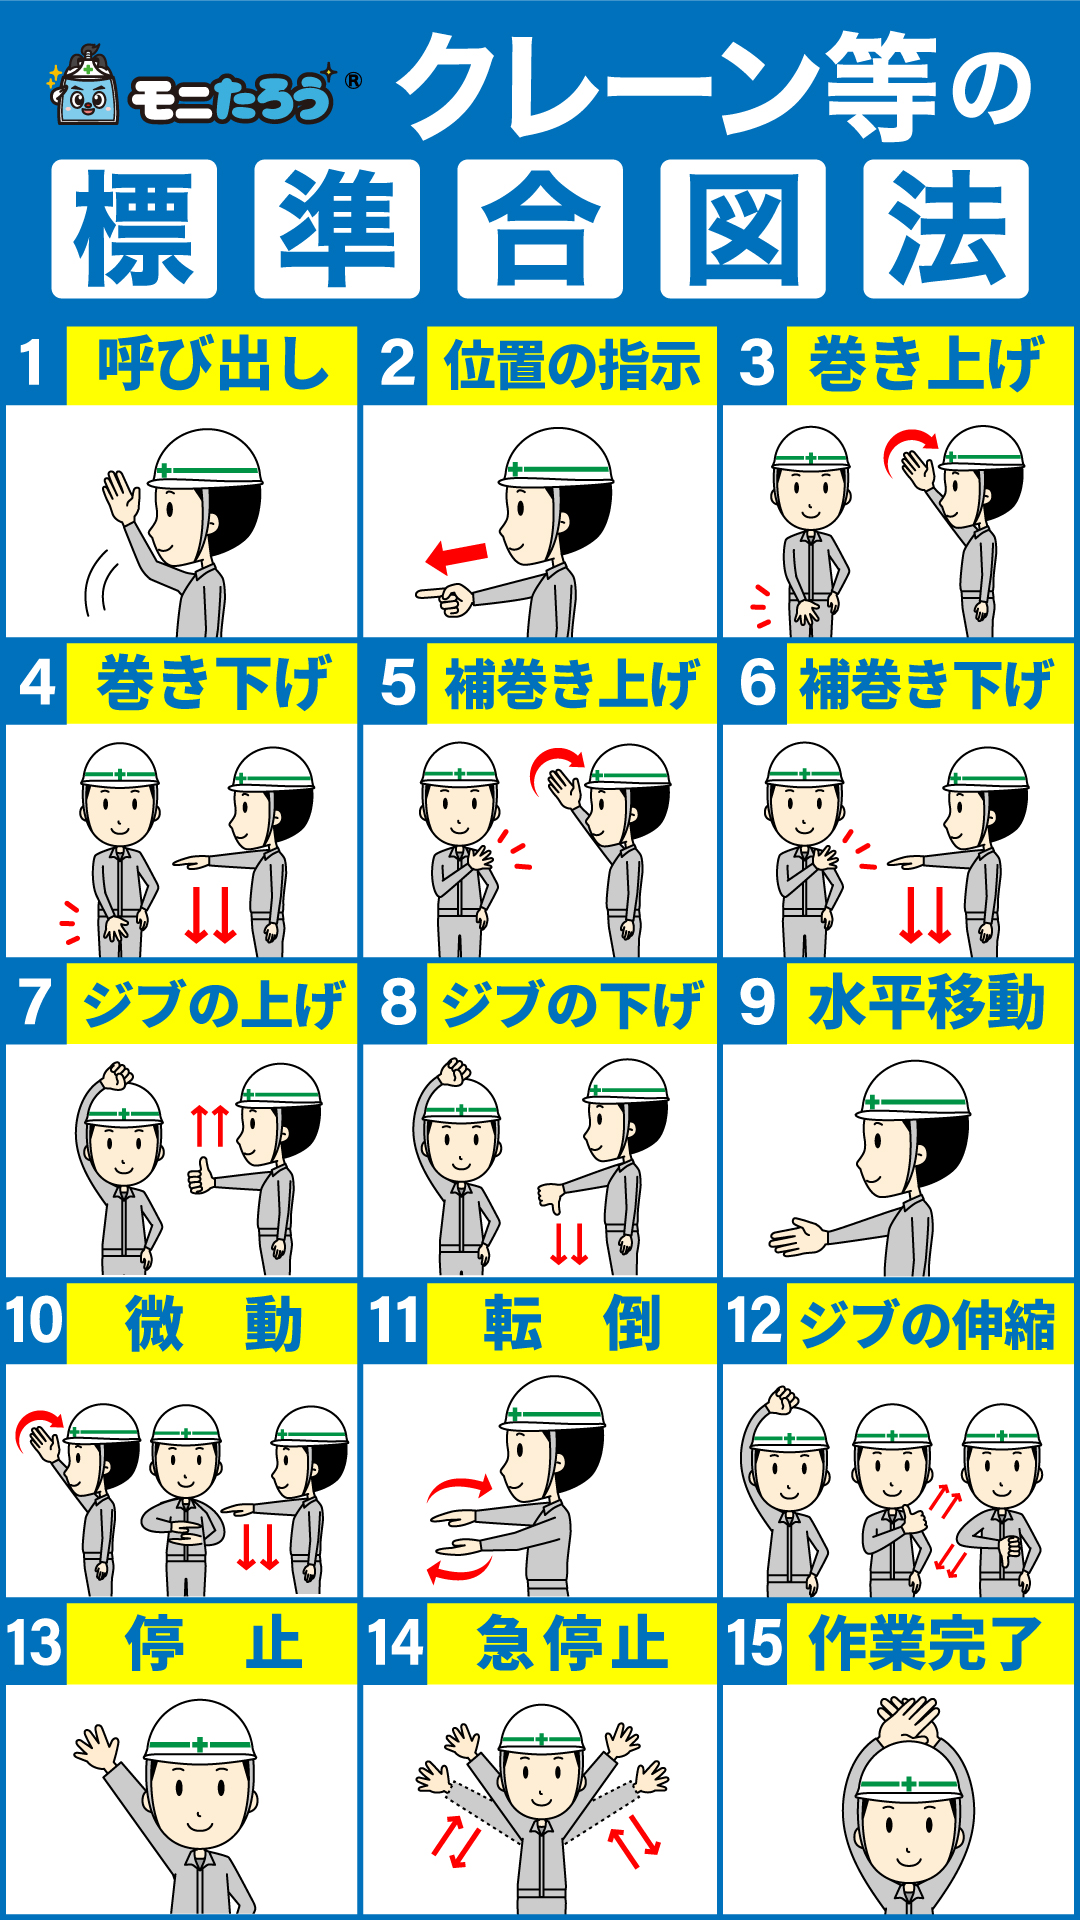 モニたろう® クレーン等の
標準合図法
1 呼び出し
2 位置の指示
3 巻き上げ
4 巻き下げ
5 補巻き上げ
6 補巻き下げ
7 ジブの上げ
8 ジブの下げ
9 水平移動
10 微動
11 転倒
12 ジブの伸縮
13 停止
14 急停止
15 作業完了